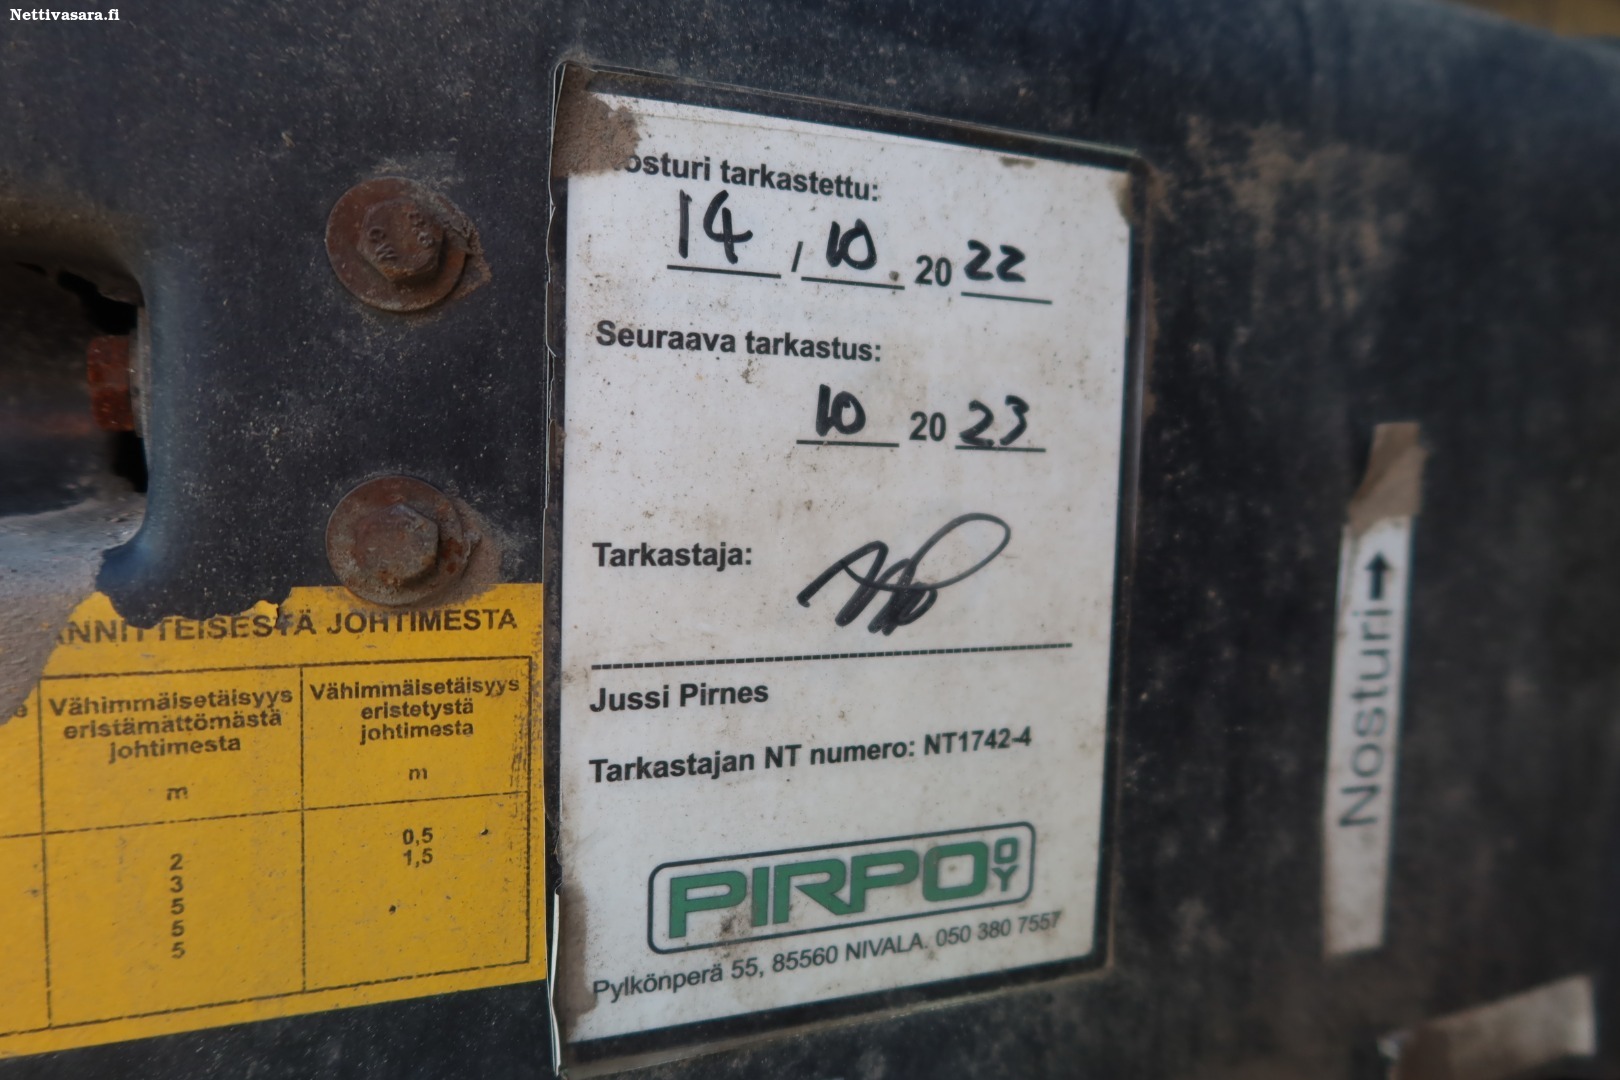 Nettivasara.fi
osturi tarkastettu:
14 / 10 . 20 22
Seuraava tarkastus:
10 20 23
Tarkastaja:
Jussi Pirnes
Tarkastajan NT numero: NT1742-4
PIRPO OY
Pylkönperä 55, 85560 NIVALA. 050 380 7557
ANNITTEISESTA JOHTIMESTA
Vähimmäisetäisyys
eristämättömästä
johtimesta
m
2
3
5
5
5
Vähimmäisetäisyys
eristetystä
johtimesta
m
0,5
1,5
Nosturi